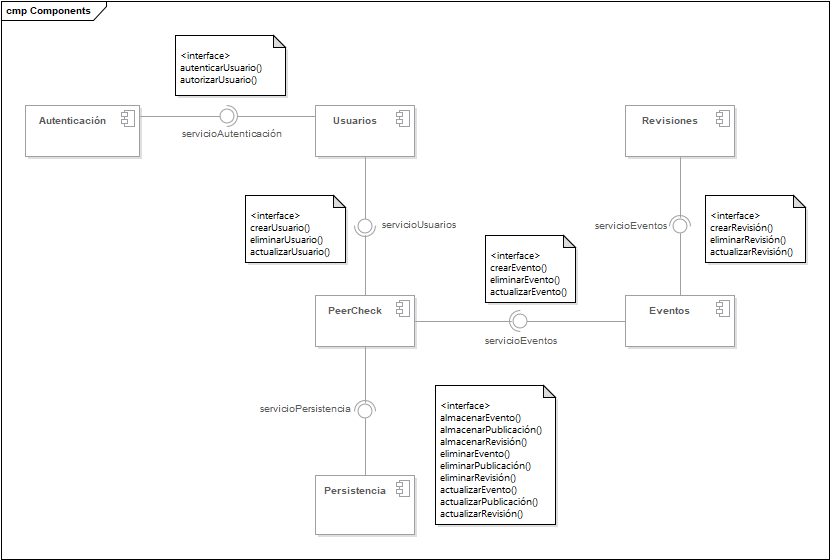 cmp Components
<interface>
autenticarUsuario()
autorizarUsuario()
Autenticación
servicioAutenticación
Usuarios
Revisiones
<interface>
crearUsuario()
eliminarUsuario()
actualizarUsuario()
servicioUsuarios
servicioEventos
<interface>
crearRevisión()
eliminarRevisión()
actualizarRevisión()
<interface>
crearEvento()
eliminarEvento()
actualizarEvento()
PeerCheck
servicioEventos
Eventos
servicioPersistencia
<interface>
almacenarEvento()
almacenarPublicación()
almacenarRevisión()
eliminarEvento()
eliminarPublicación()
eliminarRevisión()
actualizarEvento()
actualizarPublicación()
actualizarRevisión()
Persistencia